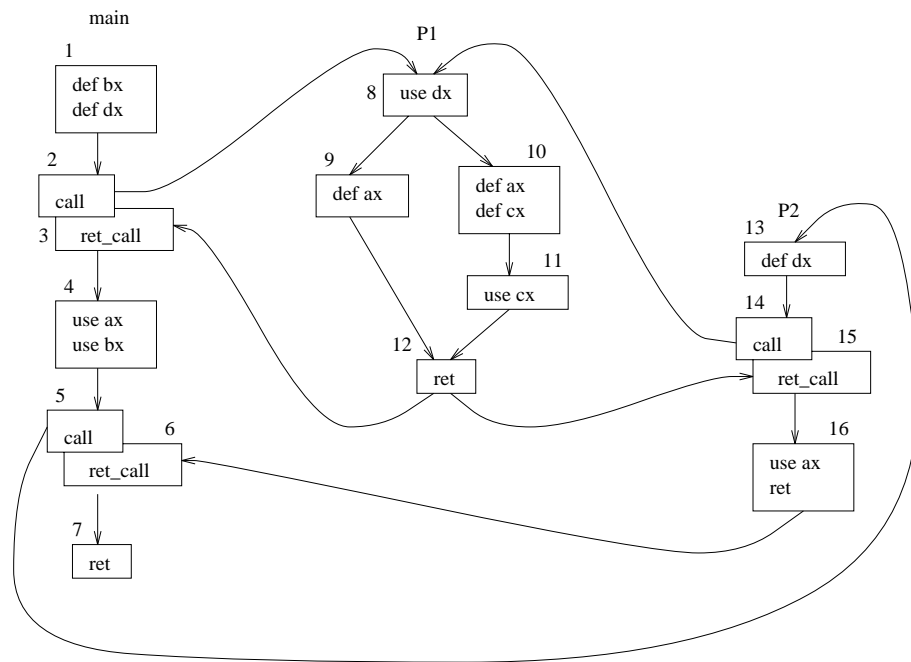 main
1
def bx
def dx
2
call
3
ret_call
4
use ax
use bx
5
call
6
ret_call
7
ret
P1
8
use dx
9
def ax
10
def ax
def cx
11
use cx
12
ret
P2
13
def dx
14
call
15
ret_call
16
use ax
ret